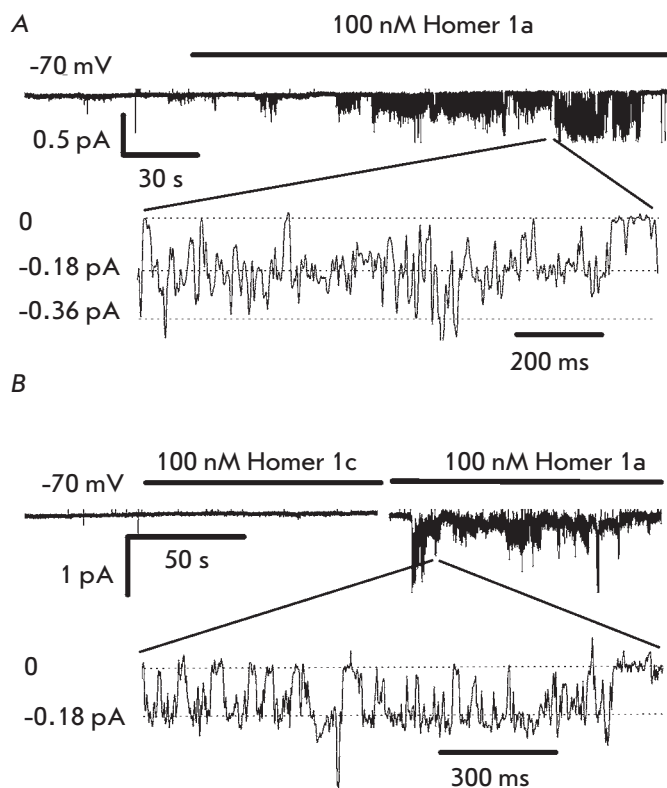 A
100 nM Homer 1a
-70 mV
0.5 pA
30 s
0
-0.18 pA
-0.36 pA
200 ms
B
100 nM Homer 1c 100 nM Homer 1a
-70 mV
50 s
1 pA
0
-0.18 pA
300 ms